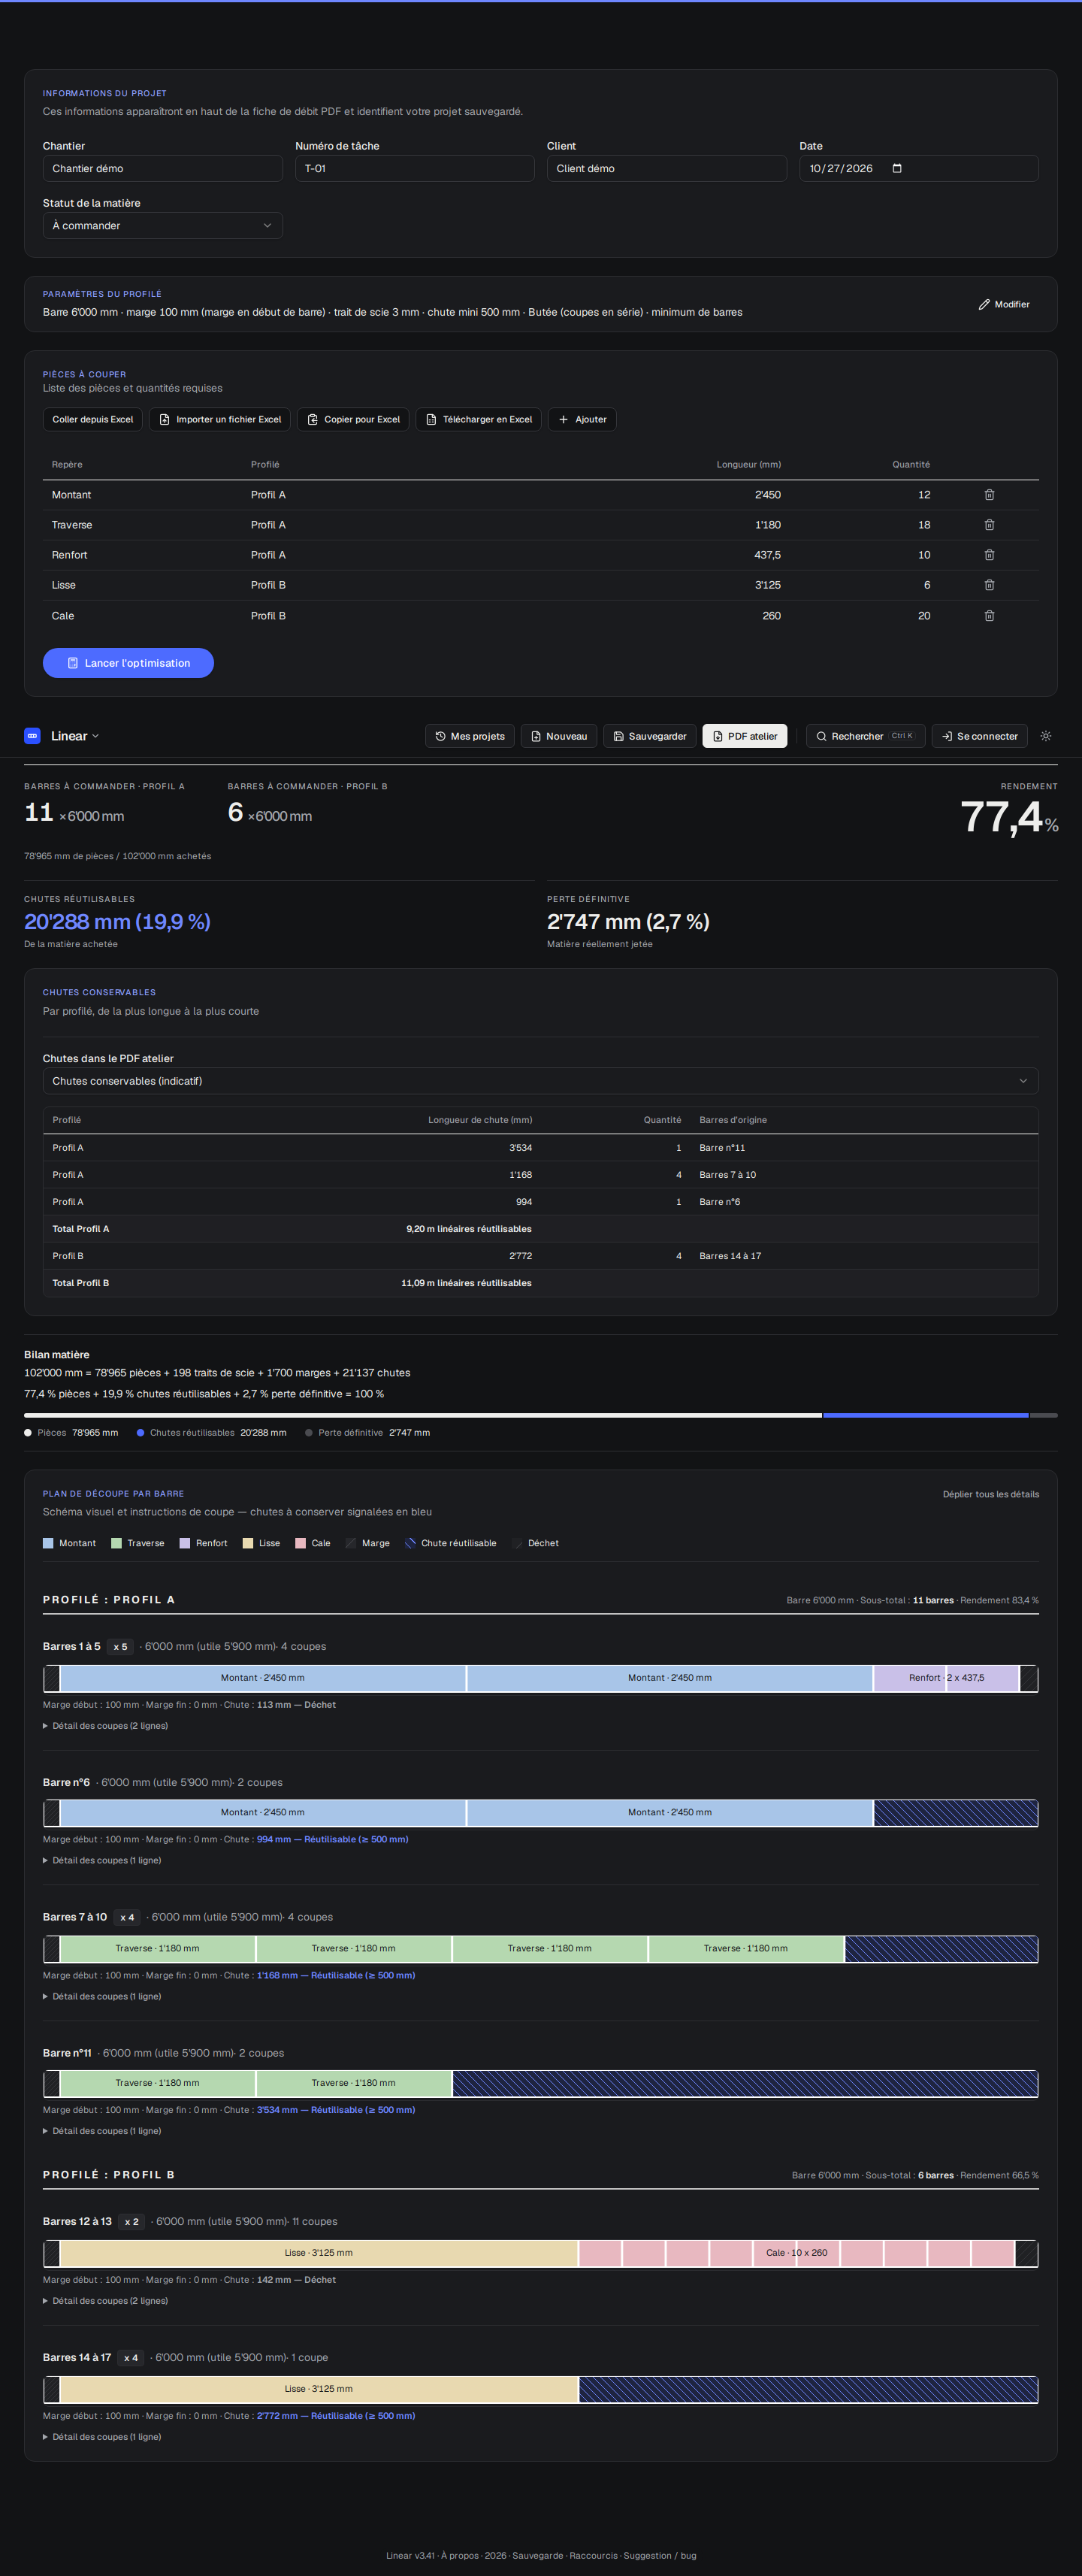 INFORMATIONS DU PROJET
Ces informations apparaîtront en haut de la fiche de débit PDF et identifient votre projet sauvegardé.
Chantier Numéro de tâche Client Date
Chantier démo T-01 Client démo 10/27/2026
Statut de la matière
À commander
PARAMÈTRES DU PROFILÉ
Barre 6'000 mm · marge 100 mm (marge en début de barre) · trait de scie 3 mm · chute mini 500 mm · Butée (coupes en série) · minimum de barres
Modifier
PIÈCES À COUPER
Liste des pièces et quantités requises
Coller depuis Excel Importer un fichier Excel Copier pour Excel Télécharger en Excel Ajouter
Repère Profilé Longueur (mm) Quantité
Montant Profil A 2'450 12
Traverse Profil A 1'180 18
Renfort Profil A 437,5 10
Lisse Profil B 3'125 6
Cale Profil B 260 20
Lancer l'optimisation
Linear Mes projets Nouveau Sauvegarder PDF atelier Rechercher Ctrl K Se connecter
BARRES À COMMANDER · PROFIL A BARRES À COMMANDER · PROFIL B RENDEMENT
11 ×6'000 mm 6 ×6'000 mm 77,4%
78'965 mm de pièces / 102'000 mm achetés
CHUTES RÉUTILISABLES PERTE DÉFINITIVE
20'288 mm (19,9 %) 2'747 mm (2,7 %)
De la matière achetée Matière réellement jetée
CHUTES CONSERVABLES
Par profilé, de la plus longue à la plus courte
Chutes dans le PDF atelier
Chutes conservables (indicatif)
Profilé Longueur de chute (mm) Quantité Barres d'origine
Profil A 3'534 1 Barre n°11
Profil A 1'168 4 Barres 7 à 10
Profil A 994 1 Barre n°6
Total Profil A 9,20 m linéaires réutilisables
Profil B 2'772 4 Barres 14 à 17
Total Profil B 11,09 m linéaires réutilisables
Bilan matière
102'000 mm = 78'965 pièces + 198 traits de scie + 1'700 marges + 21'137 chutes
77,4 % pièces + 19,9 % chutes réutilisables + 2,7 % perte définitive = 100 %
Pièces 78'965 mm Chutes réutilisables 20'288 mm Perte définitive 2'747 mm
PLAN DE DÉCOUPE PAR BARRE Déplier tous les détails
Schéma visuel et instructions de coupe — chutes à conserver signalées en bleu
Montant Traverse Renfort Lisse Cale Marge Chute réutilisable Déchet
PROFILÉ : PROFIL A Barre 6'000 mm · Sous-total : 11 barres · Rendement 83,4 %
Barres 1 à 5 x 5 · 6'000 mm (utile 5'900 mm)· 4 coupes
Montant · 2'450 mm Montant · 2'450 mm Renfort · 2 x 437,5
Marge début : 100 mm · Marge fin : 0 mm · Chute : 113 mm — Déchet
Détail des coupes (2 lignes)
Barre n°6 · 6'000 mm (utile 5'900 mm)· 2 coupes
Montant · 2'450 mm Montant · 2'450 mm
Marge début : 100 mm · Marge fin : 0 mm · Chute : 994 mm — Réutilisable (≥ 500 mm)
Détail des coupes (1 ligne)
Barres 7 à 10 x 4 · 6'000 mm (utile 5'900 mm)· 4 coupes
Traverse · 1'180 mm Traverse · 1'180 mm Traverse · 1'180 mm Traverse · 1'180 mm
Marge début : 100 mm · Marge fin : 0 mm · Chute : 1'168 mm — Réutilisable (≥ 500 mm)
Détail des coupes (1 ligne)
Barre n°11 · 6'000 mm (utile 5'900 mm)· 2 coupes
Traverse · 1'180 mm Traverse · 1'180 mm
Marge début : 100 mm · Marge fin : 0 mm · Chute : 3'534 mm — Réutilisable (≥ 500 mm)
Détail des coupes (1 ligne)
PROFILÉ : PROFIL B Barre 6'000 mm · Sous-total : 6 barres · Rendement 66,5 %
Barres 12 à 13 x 2 · 6'000 mm (utile 5'900 mm)· 11 coupes
Lisse · 3'125 mm Cale · 10 x 260
Marge début : 100 mm · Marge fin : 0 mm · Chute : 142 mm — Déchet
Détail des coupes (2 lignes)
Barres 14 à 17 x 4 · 6'000 mm (utile 5'900 mm)· 1 coupe
Lisse · 3'125 mm
Marge début : 100 mm · Marge fin : 0 mm · Chute : 2'772 mm — Réutilisable (≥ 500 mm)
Détail des coupes (1 ligne)
Linear v3.41 · À propos · 2026 · Sauvegarde · Raccourcis · Suggestion / bug